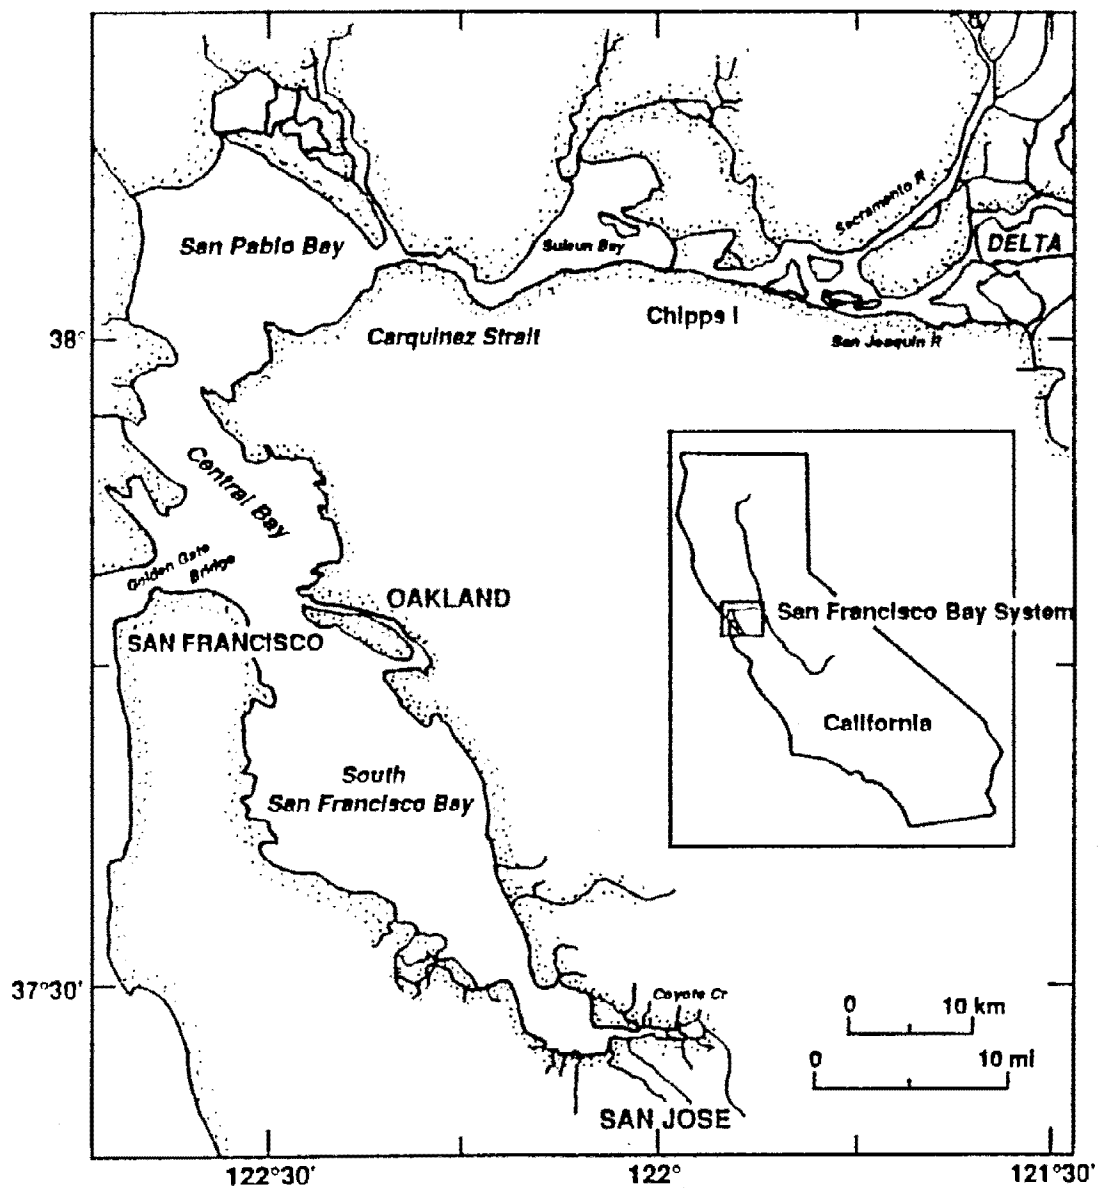 Sacramento R
San Pablo Bay
Suisun Bay
DELTA
Chipps I
38°
Carquinez Strait
San Joaquin R
Central Bay
Golden Gate
Bridge
OAKLAND
San Francisco Bay System
SAN FRANCISCO
California
South
San Francisco Bay
37°30'
Coyote Cr
0 10 km
0 10 mi
SAN JOSE
122°30' 122° 121°30'